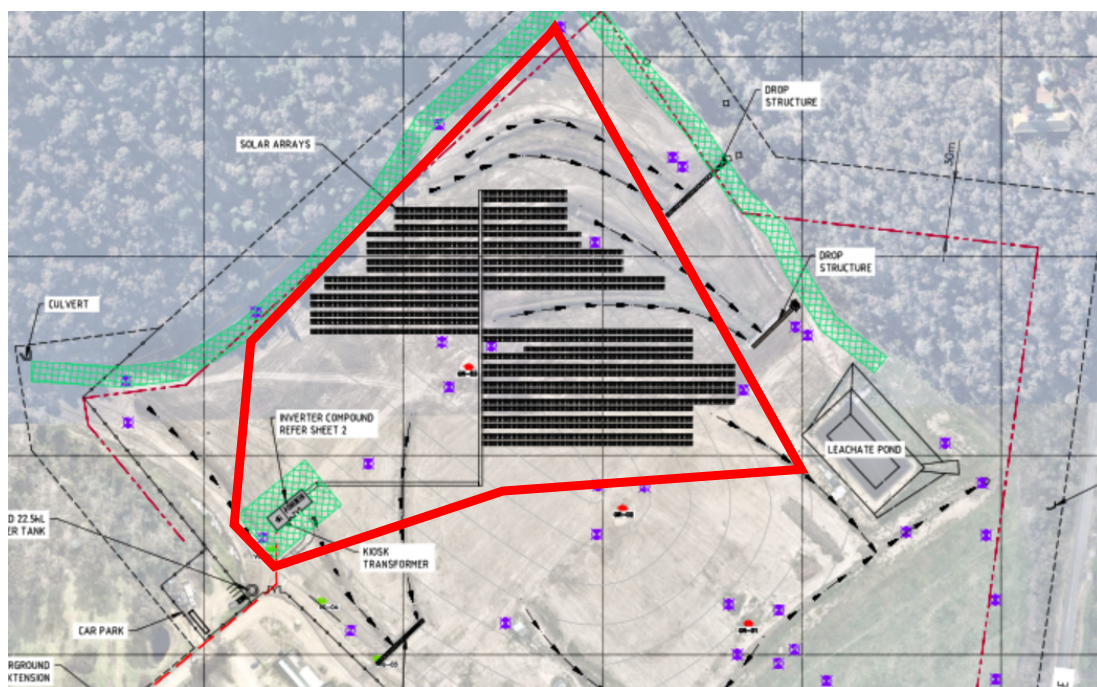 DROP
STRUCTURE
SOLAR ARRAYS
30m
DROP
STRUCTURE
CULVERT
INVERTER COMPOUND
REFER SHEET 2
LEACHATE POND
D 22.5kL
ER TANK
KIOSK
TRANSFORMER
CAR PARK
RGROUND
XTENSION
E